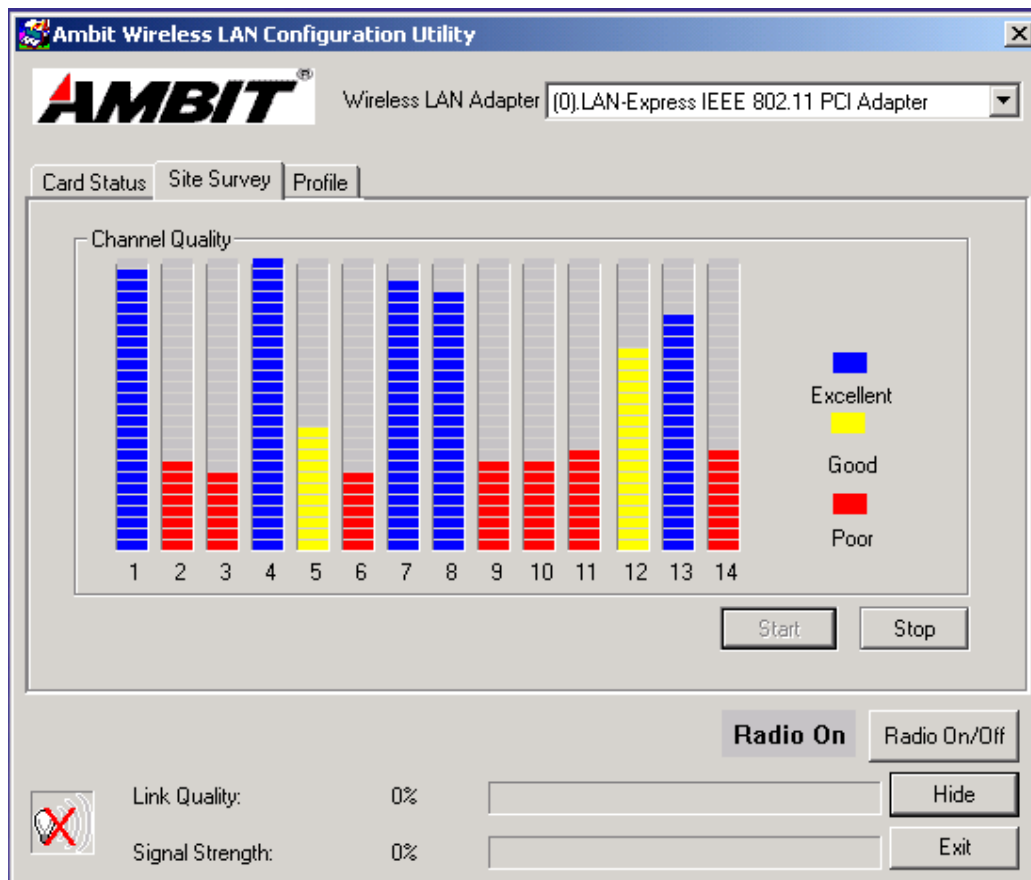 Ambit Wireless LAN Configuration Utility
AMBIT®
Wireless LAN Adapter (0).LAN-Express IEEE 802.11 PCI Adapter
Card Status Site Survey Profile
Channel Quality
Excellent
Good
Poor
1 2 3 4 5 6 7 8 9 10 11 12 13 14
Start Stop
Radio On Radio On/Off
Link Quality: 0% Hide
Signal Strength: 0% Exit